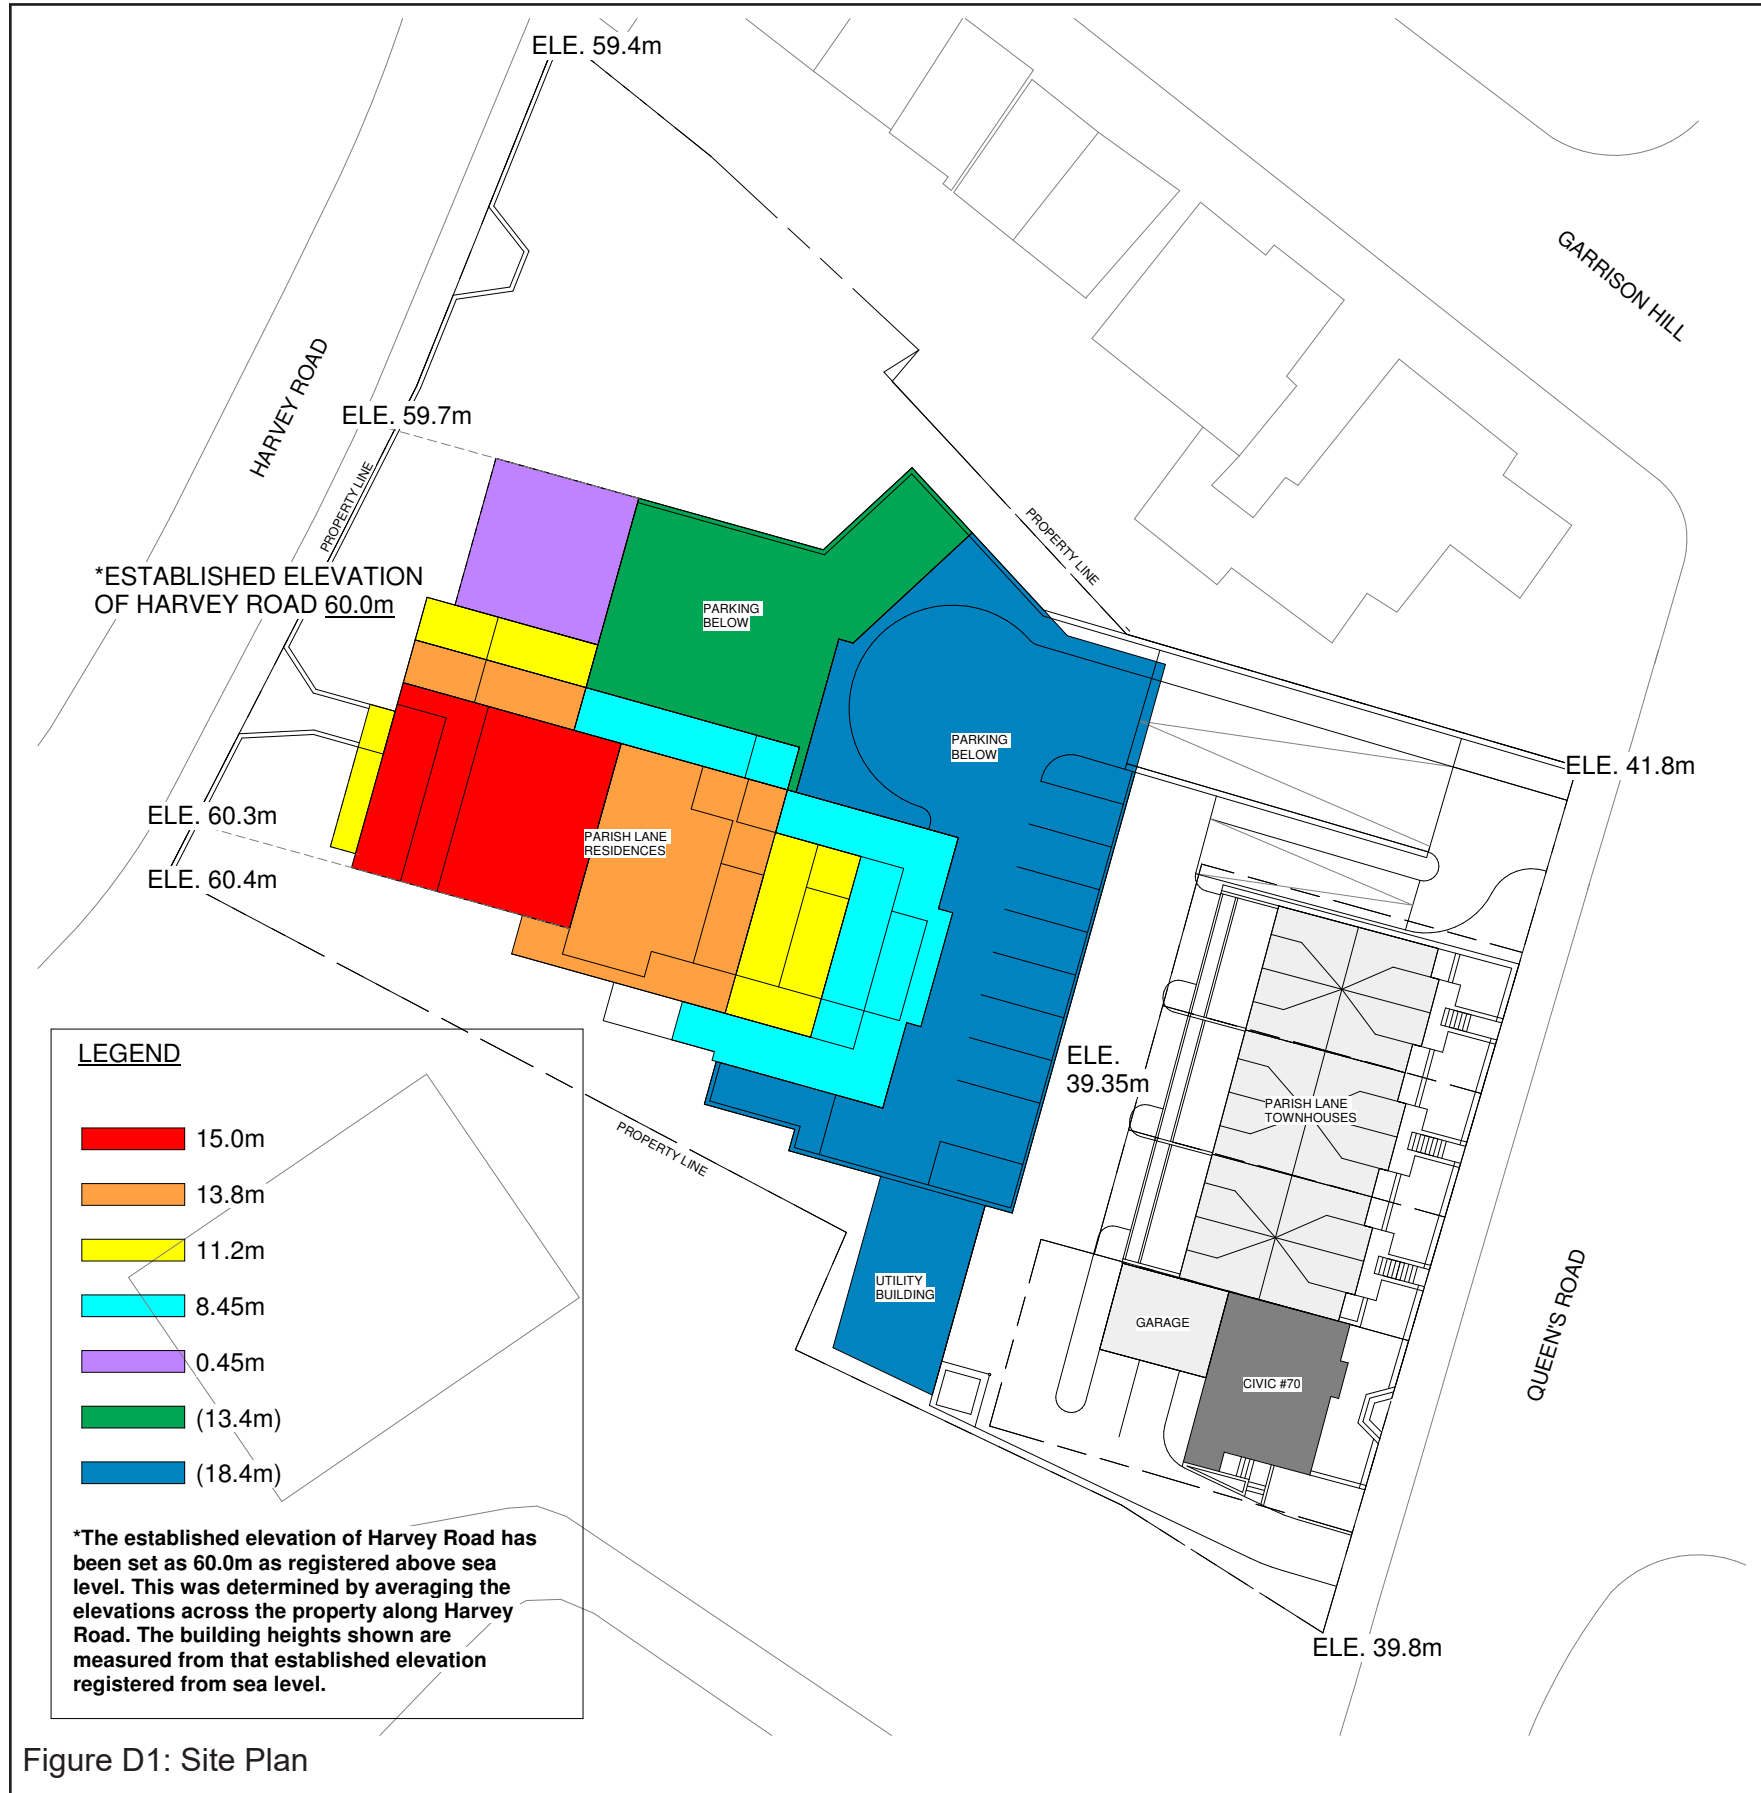 ELE. 59.4m
GARRISON HILL
HARVEY ROAD
ELE. 59.7m
PROPERTY LINE
PROPERTY LINE
*ESTABLISHED ELEVATION
OF HARVEY ROAD 60.0m
PARKING
BELOW
PARKING
BELOW
ELE. 41.8m
ELE. 60.3m
PARISH LANE
RESIDENCES
ELE. 60.4m
ELE.
39.35m
PARISH LANE
TOWNHOUSES
PROPERTY LINE
UTILITY
BUILDING
GARAGE
CIVIC #70
QUEEN'S ROAD
ELE. 39.8m
LEGEND
15.0m
13.8m
11.2m
8.45m
0.45m
(13.4m)
(18.4m)
*The established elevation of Harvey Road has
been set as 60.0m as registered above sea
level. This was determined by averaging the
elevations across the property along Harvey
Road. The building heights shown are
measured from that established elevation
registered from sea level.
Figure D1: Site Plan